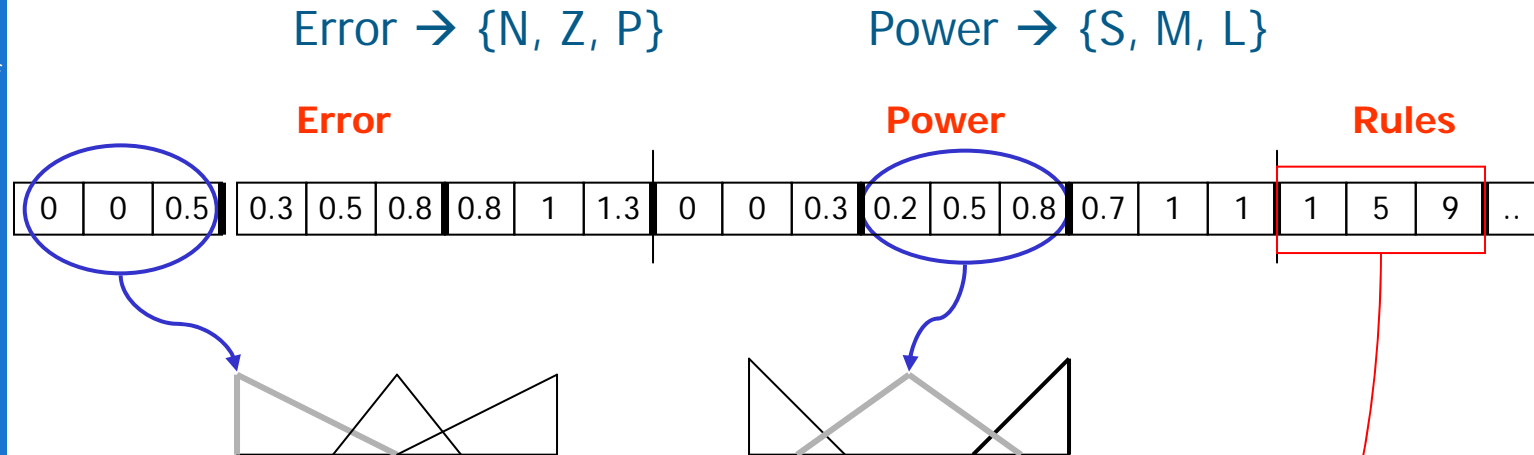 Error → {N, Z, P} Power → {S, M, L}
Error Power Rules
0 0 0.5 0.3 0.5 0.8 0.8 1 1.3 0 0 0.3 0.2 0.5 0.8 0.7 1 1 1 5 9 ..